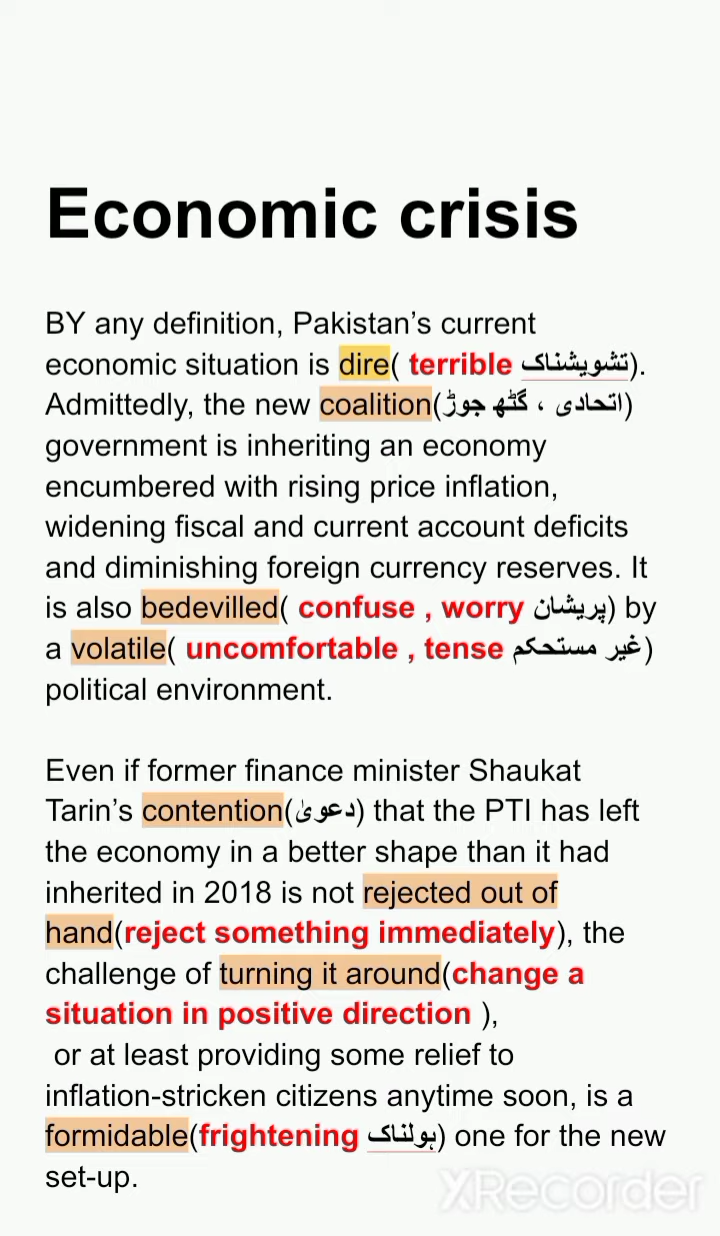 Economic crisis
BY any definition, Pakistan’s current
economic situation is dire( terrible تشویشناک).
Admittedly, the new coalition(اتحادی ، گٹھ جوڑ)
government is inheriting an economy
encumbered with rising price inflation,
widening fiscal and current account deficits
and diminishing foreign currency reserves. It
is also bedevilled( confuse , worry پریشان) by
a volatile( uncomfortable , tense غیر مستحکم)
political environment.
Even if former finance minister Shaukat
Tarin’s contention(دعویٰ) that the PTI has left
the economy in a better shape than it had
inherited in 2018 is not rejected out of
hand(reject something immediately), the
challenge of turning it around(change a
situation in positive direction ),
or at least providing some relief to
inflation-stricken citizens anytime soon, is a
formidable(frightening ہولناک) one for the new
set-up.
XRecorder